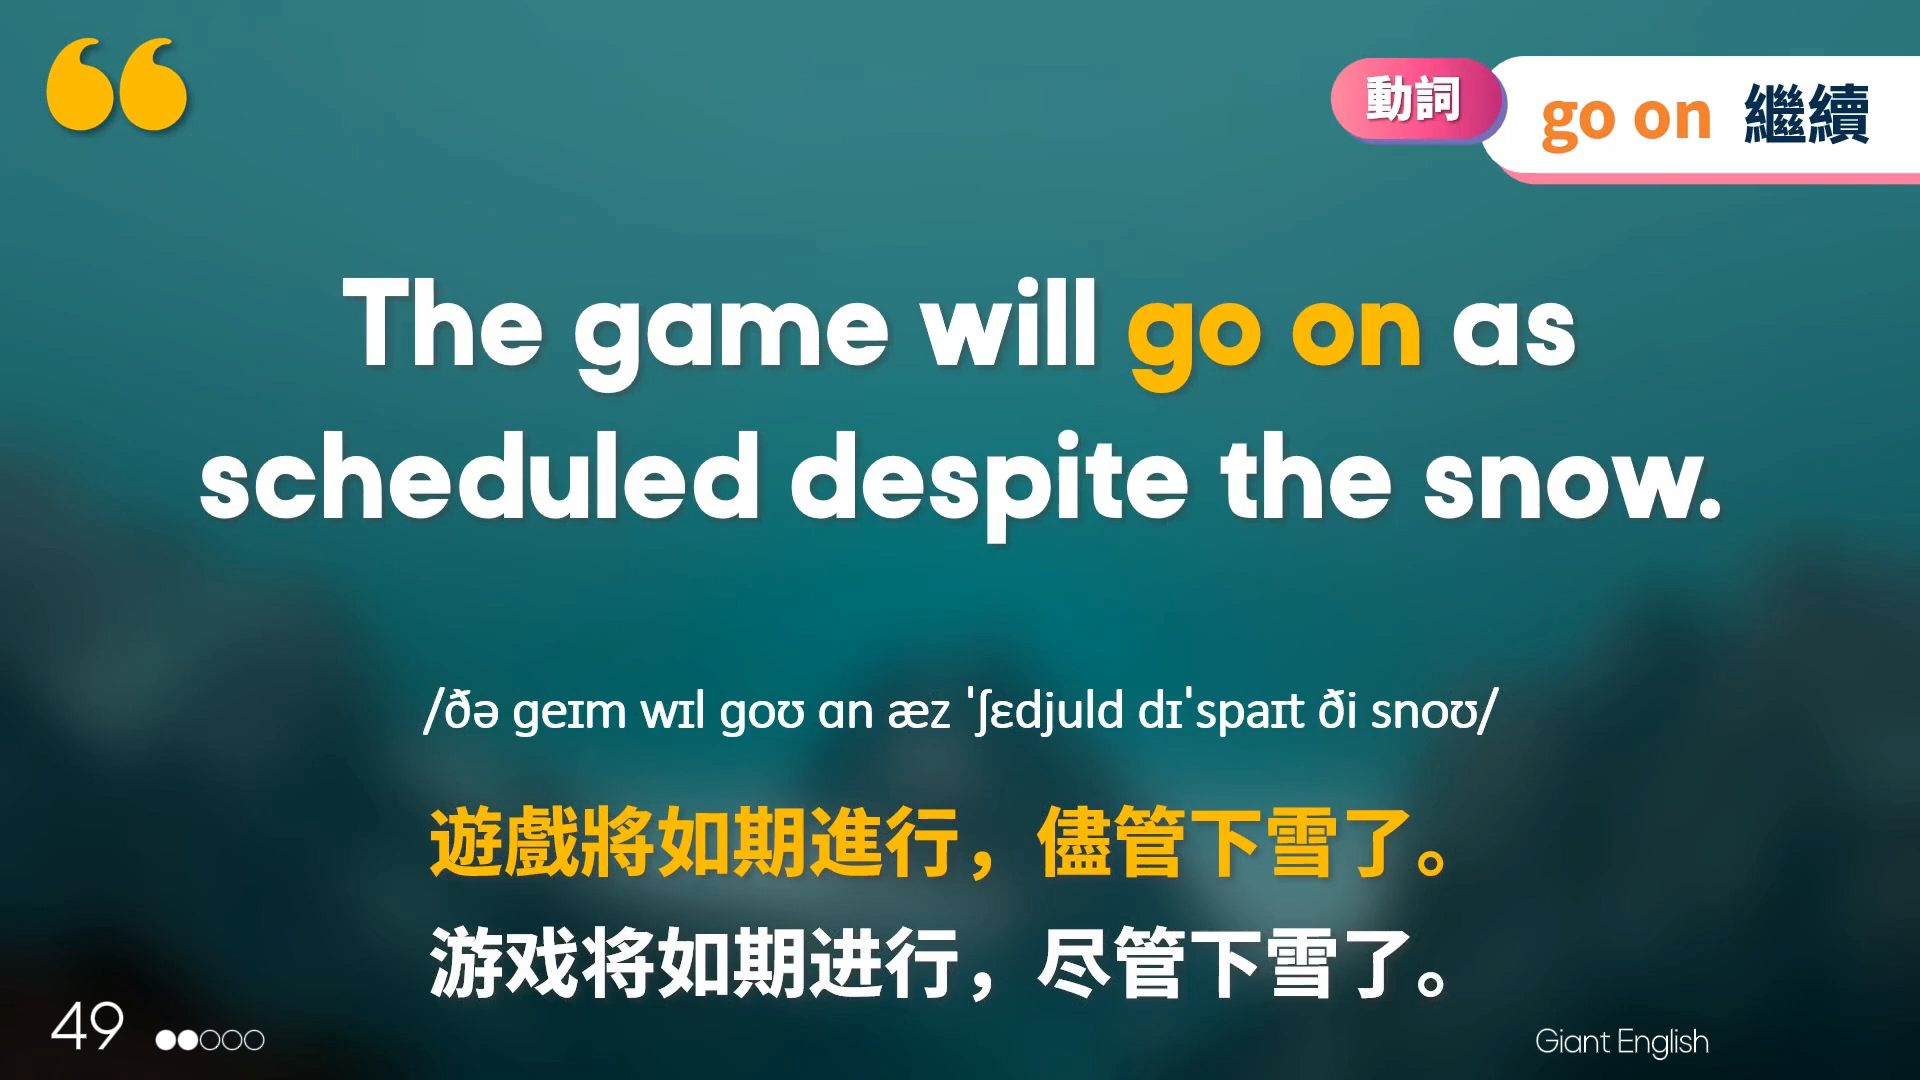 動詞
go on 繼續
The game will go on as
scheduled despite the snow.
/ðə geɪm wɪl goʊ ɑn æz ˈʃɛdjuld dɪˈspaɪt ði snoʊ/
遊戲將如期進行，儘管下雪了。
游戏将如期进行，尽管下雪了。
49
Giant English